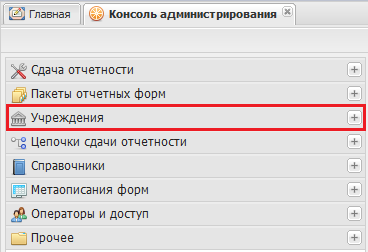 Главная Консоль администрирования
Сдача отчетности
Пакеты отчетных форм
Учреждения
Цепочки сдачи отчетности
Справочники
Метаописания форм
Операторы и доступ
Прочее